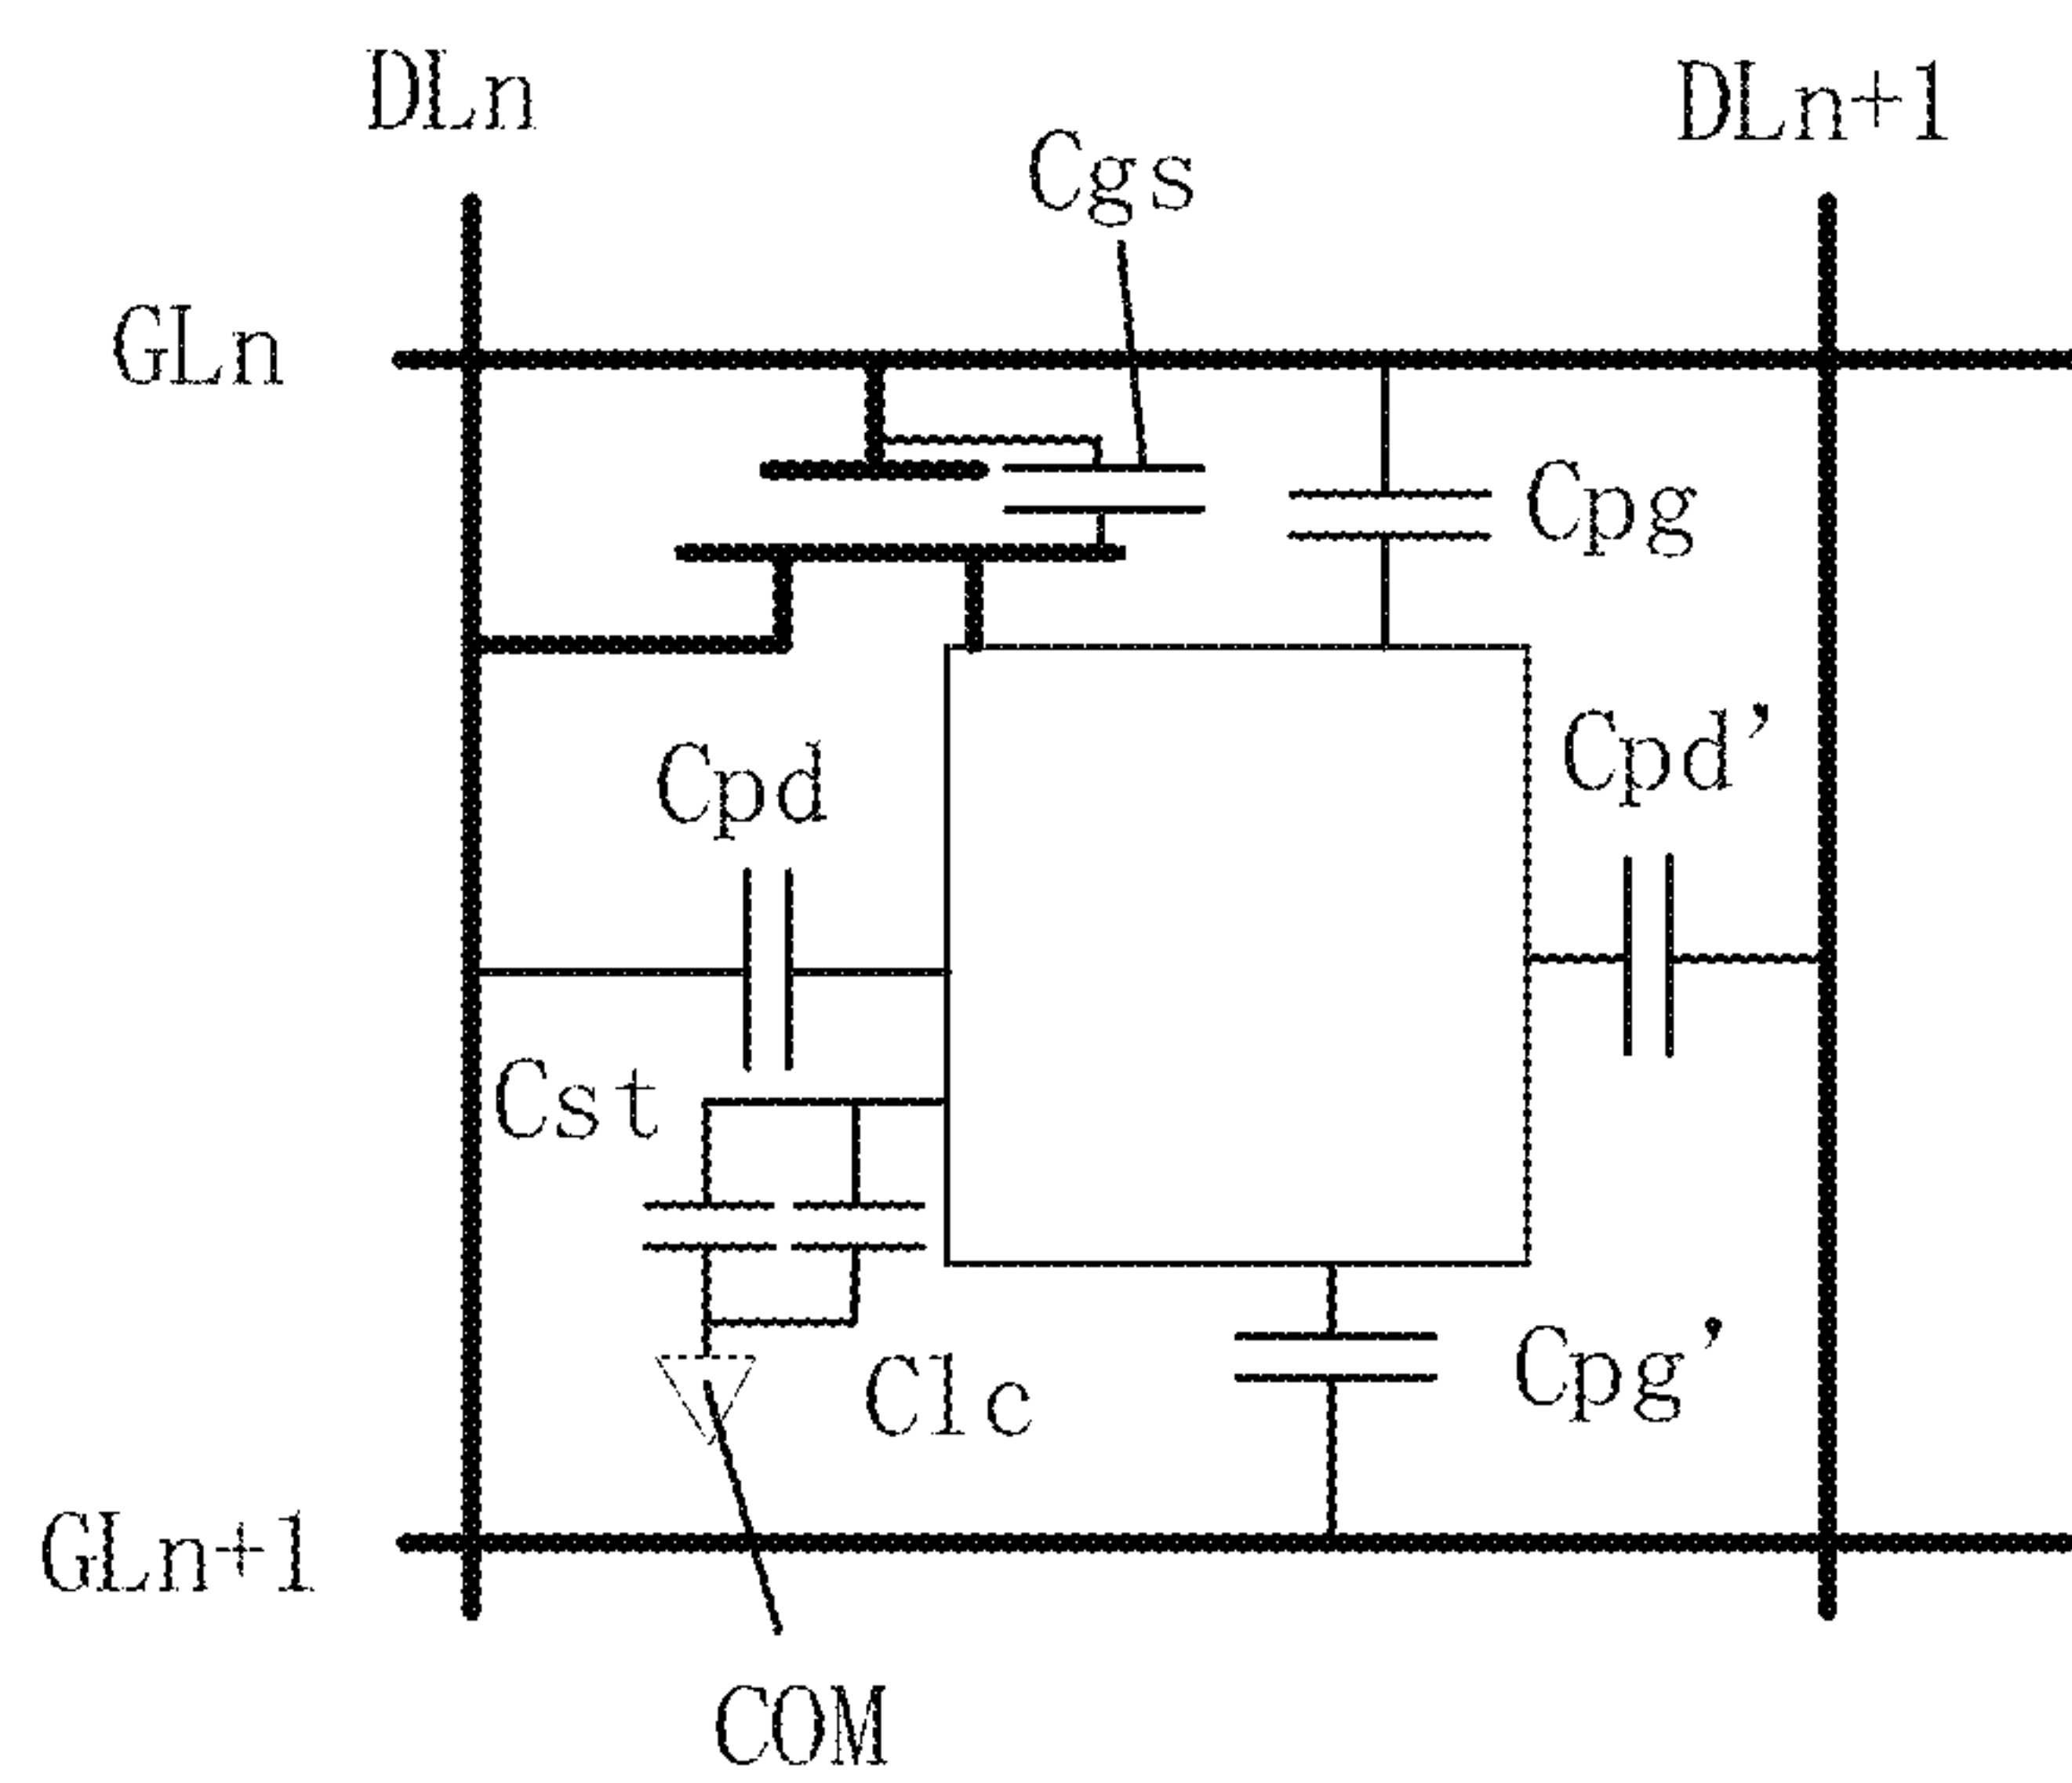 DLn
DLn+1
Cgs
GLn
Cpg
Cpd
Cpd'
Cst
Clc
Cpg'
GLn+1
COM